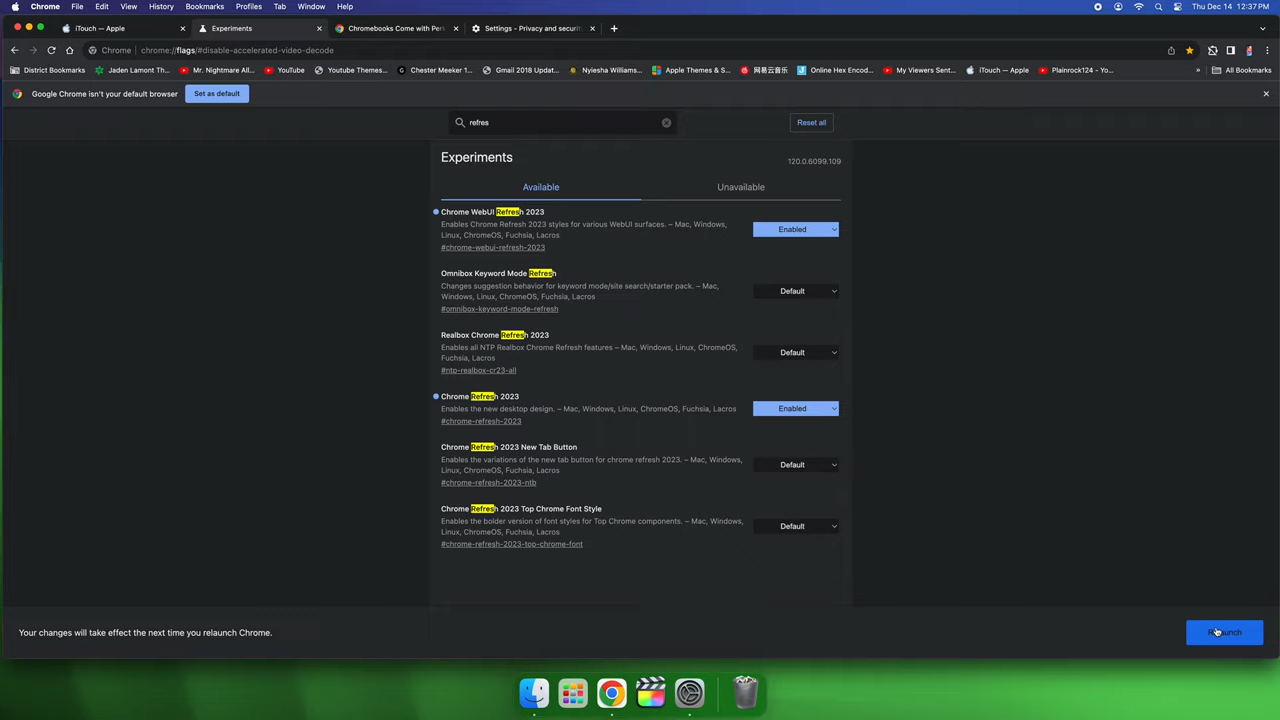 Chrome File Edit View History Bookmarks Profiles Tab Window Help Thu Dec 14 12:37 PM
iTouch — Apple Experiments Chromebooks Come with Per Settings - Privacy and securit
Chrome chrome://flags/#disable-accelerated-video-decode
District Bookmarks Jaden Lamont Th... Mr. Nightmare All... YouTube Youtube Themes... Chester Meeker 1... Gmail 2018 Updat... Nyiesha Williams... Apple Themes & S... 网易云音乐 Online Hex Encod... My Viewers Sent... iTouch — Apple Plainrock124 - Yo... » All Bookmarks
Google Chrome isn't your default browser Set as default
refres Reset all
Experiments 120.0.6099.109
Available Unavailable
Chrome WebUI Refresh 2023
Enables Chrome Refresh 2023 styles for various WebUI surfaces. – Mac, Windows,
Linux, ChromeOS, Fuchsia, Lacros
#chrome-webui-refresh-2023
Enabled
Omnibox Keyword Mode Refresh
Changes suggestion behavior for keyword mode/site search/starter pack. – Mac,
Windows, Linux, ChromeOS, Fuchsia, Lacros
#omnibox-keyword-mode-refresh
Default
Realbox Chrome Refresh 2023
Enables all NTP Realbox Chrome Refresh features – Mac, Windows, Linux, ChromeOS,
Fuchsia, Lacros
#ntp-realbox-cr23-all
Default
Chrome Refresh 2023
Enables the new desktop design. – Mac, Windows, Linux, ChromeOS, Fuchsia, Lacros
#chrome-refresh-2023
Enabled
Chrome Refresh 2023 New Tab Button
Enables the variations of the new tab button for chrome refresh 2023. – Mac, Windows,
Linux, ChromeOS, Fuchsia, Lacros
#chrome-refresh-2023-ntb
Default
Chrome Refresh 2023 Top Chrome Font Style
Enables the bolder version of font styles for Top Chrome components. – Mac, Windows,
Linux, ChromeOS, Fuchsia, Lacros
#chrome-refresh-2023-top-chrome-font
Default
Your changes will take effect the next time you relaunch Chrome. Relaunch